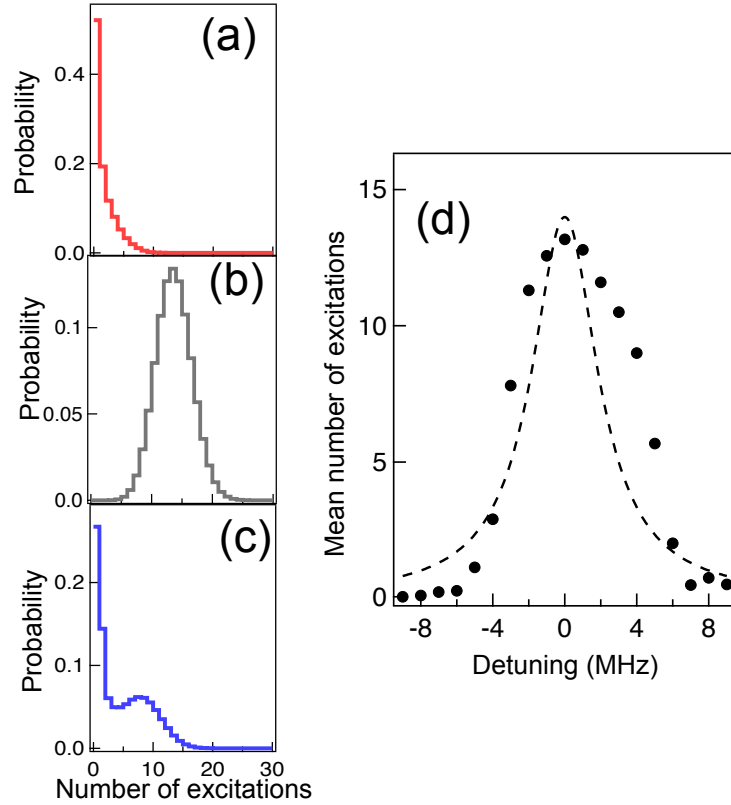 (a)
Probability
0.4
0.2
0.0
(b)
Probability
0.1
0.05
0.0
(c)
Probability
0.2
0.1
0.0
0 10 20 30
Number of excitations
(d)
Mean number of excitations
15
10
5
0
-8 -4 0 4 8
Detuning (MHz)